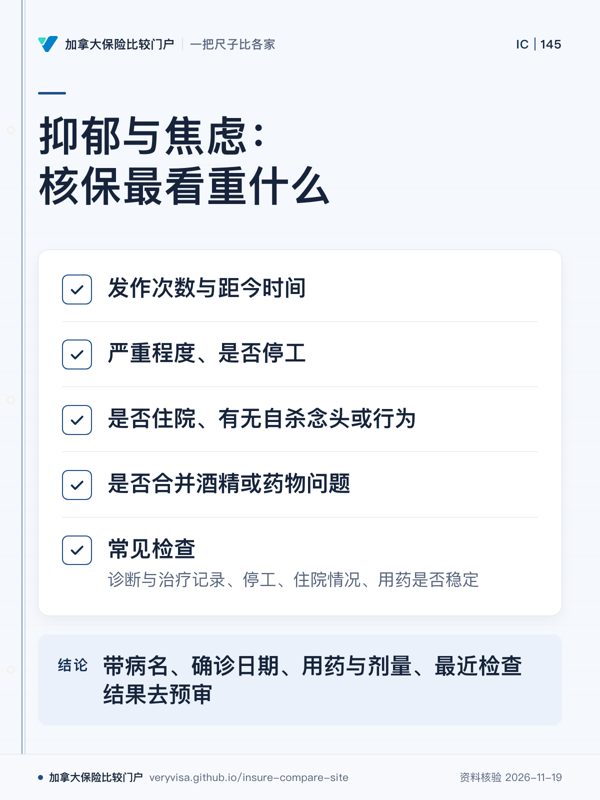 加拿大保险比较门户 | 一把尺子比各家
IC | 145
抑郁与焦虑：
核保最看重什么
发作次数与距今时间
严重程度、是否停工
是否住院、有无自杀念头或行为
是否合并酒精或药物问题
常见检查
诊断与治疗记录、停工、住院情况、用药是否稳定
结论
带病名、确诊日期、用药与剂量、最近检查
结果去预审
加拿大保险比较门户 veryvisa.github.io/insure-compare-site
资料核验 2026-11-19